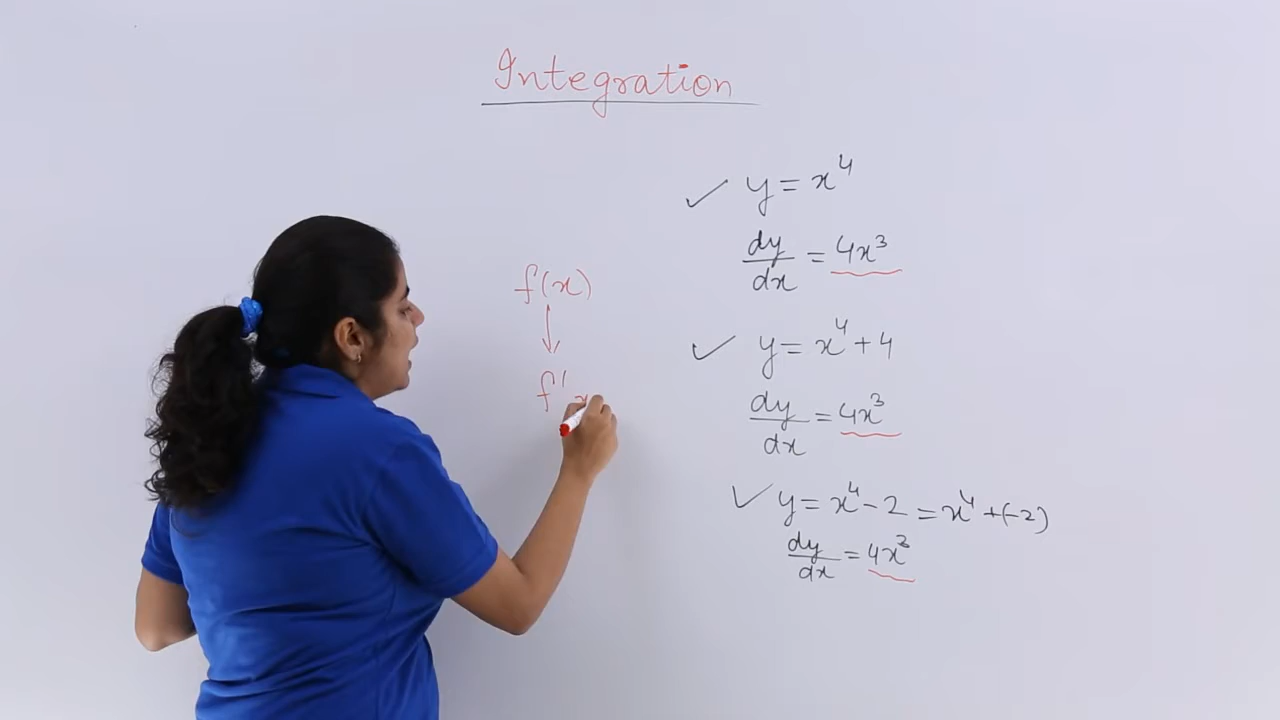 Integration
f(x)
f' x
✓ y = x⁴
dy/dx = 4x³
✓ y = x⁴ + 4
dy/dx = 4x³
✓ y = x⁴ - 2 = x⁴ + (-2)
dy/dx = 4x³